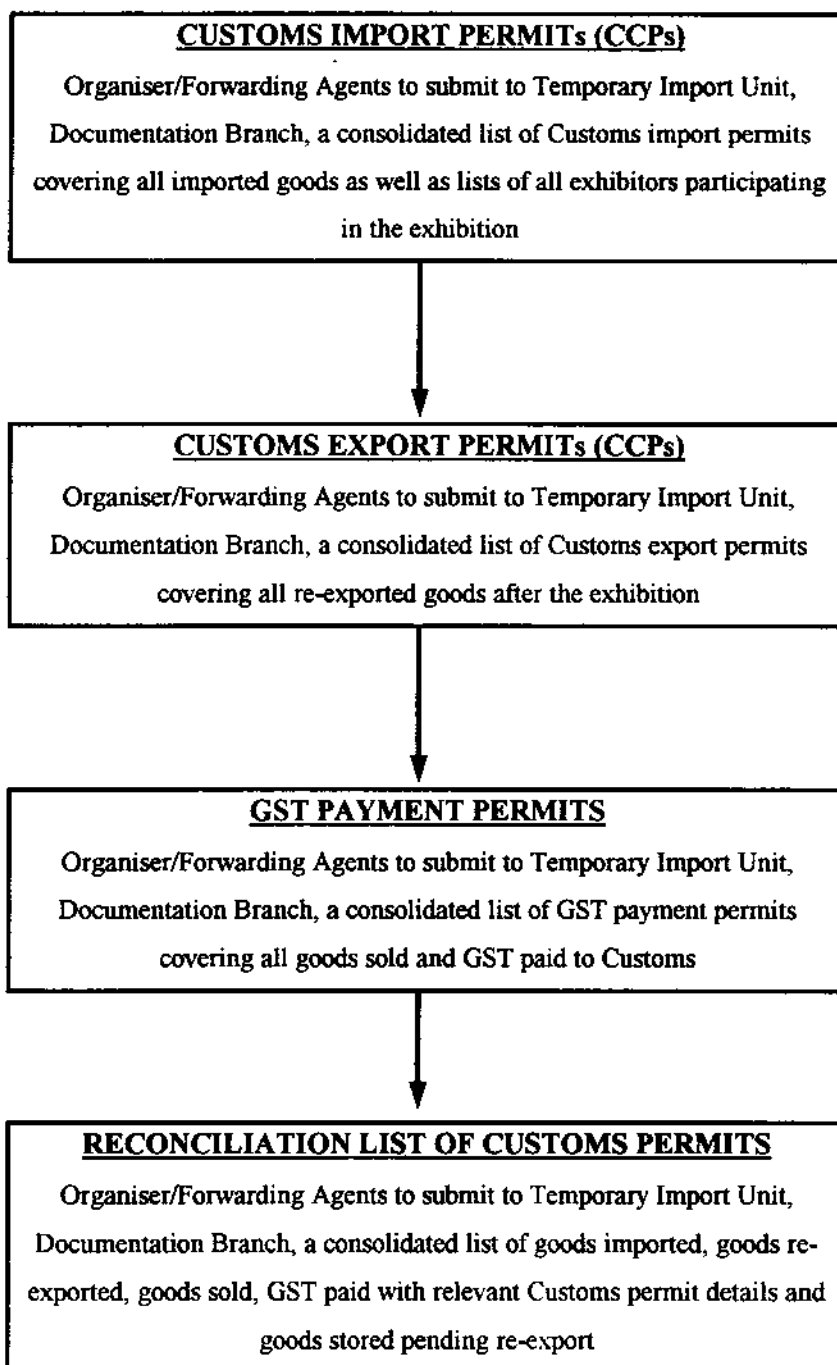 CUSTOMS IMPORT PERMITs (CCPs)
Organiser/Forwarding Agents to submit to Temporary Import Unit,
Documentation Branch, a consolidated list of Customs import permits
covering all imported goods as well as lists of all exhibitors participating
in the exhibition
CUSTOMS EXPORT PERMITs (CCPs)
Organiser/Forwarding Agents to submit to Temporary Import Unit,
Documentation Branch, a consolidated list of Customs export permits
covering all re-exported goods after the exhibition
GST PAYMENT PERMITS
Organiser/Forwarding Agents to submit to Temporary Import Unit,
Documentation Branch, a consolidated list of GST payment permits
covering all goods sold and GST paid to Customs
RECONCILIATION LIST OF CUSTOMS PERMITS
Organiser/Forwarding Agents to submit to Temporary Import Unit,
Documentation Branch, a consolidated list of goods imported, goods re-
exported, goods sold, GST paid with relevant Customs permit details and
goods stored pending re-export